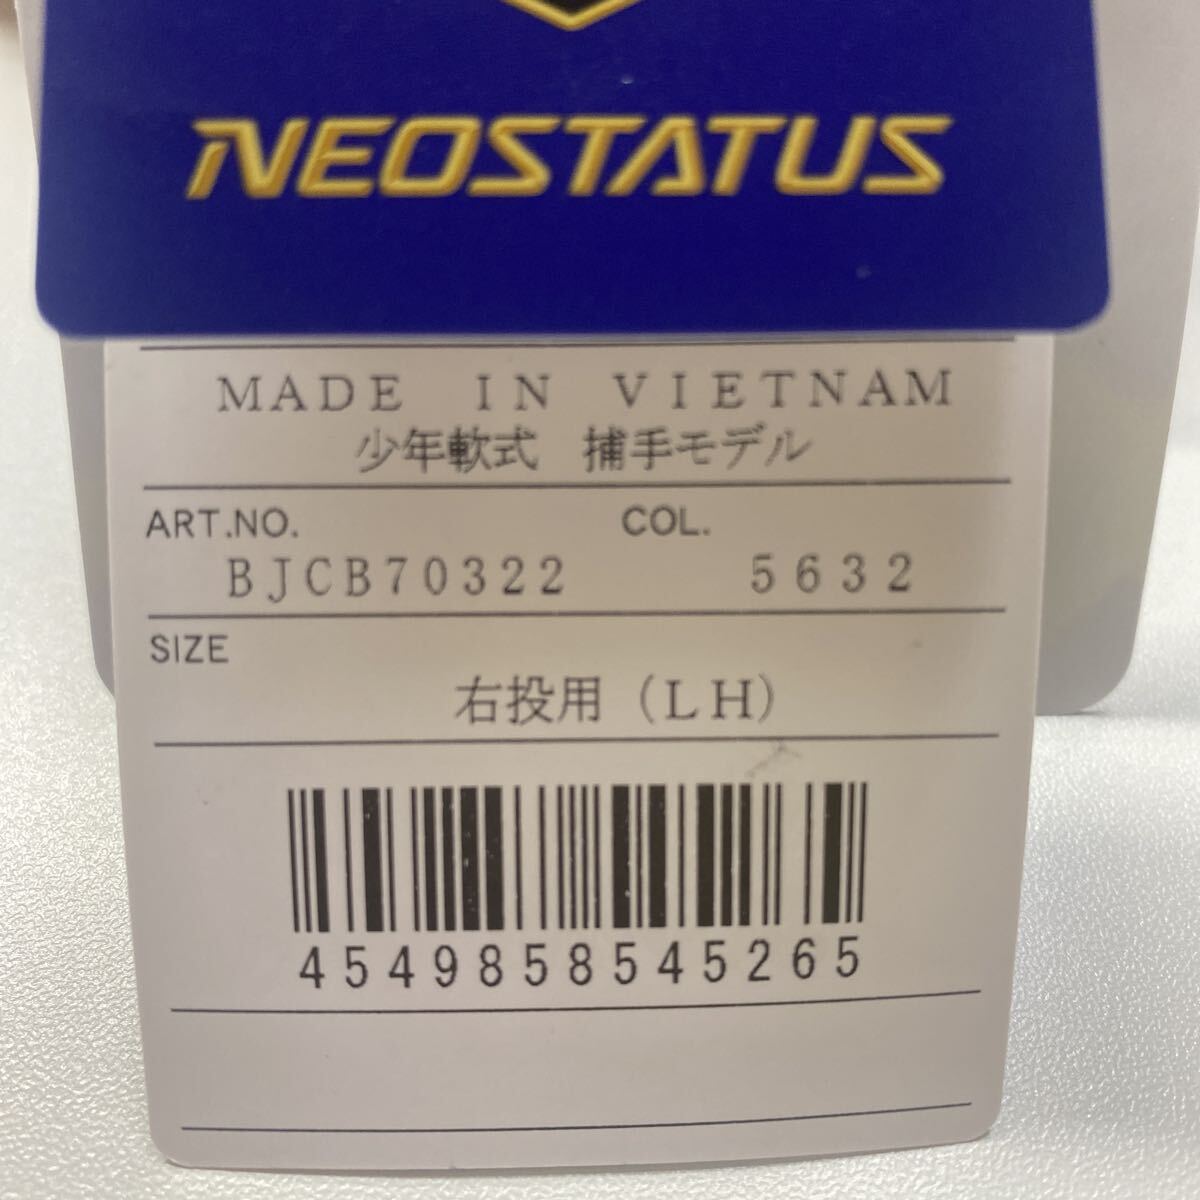 NEOSTATUS
MADE IN VIETNAM
少年軟式 捕手モデル
ART.NO. COL.
BJCB70322 5632
SIZE
右投用(LH)
4549858545265